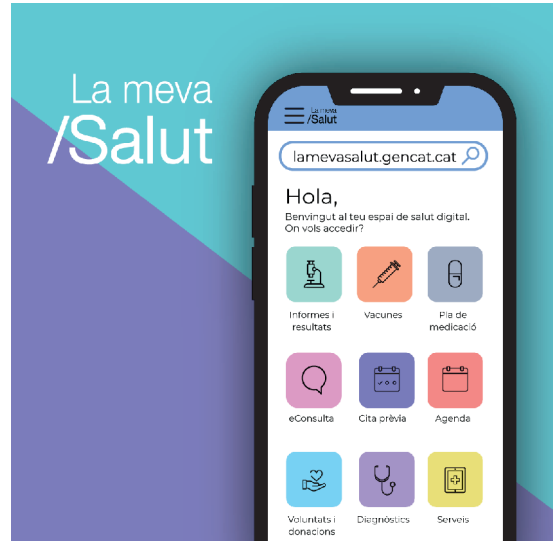 La meva
/Salut
La meva
/Salut
lamevasalut.gencat.cat
Hola,
Benvingut al teu espai de salut digital.
On vols accedir?
Informes i
resultats
Vacunes
Pla de
medicació
eConsulta
Cita prèvia
Agenda
Voluntats i
donacions
Diagnòstics
Serveis